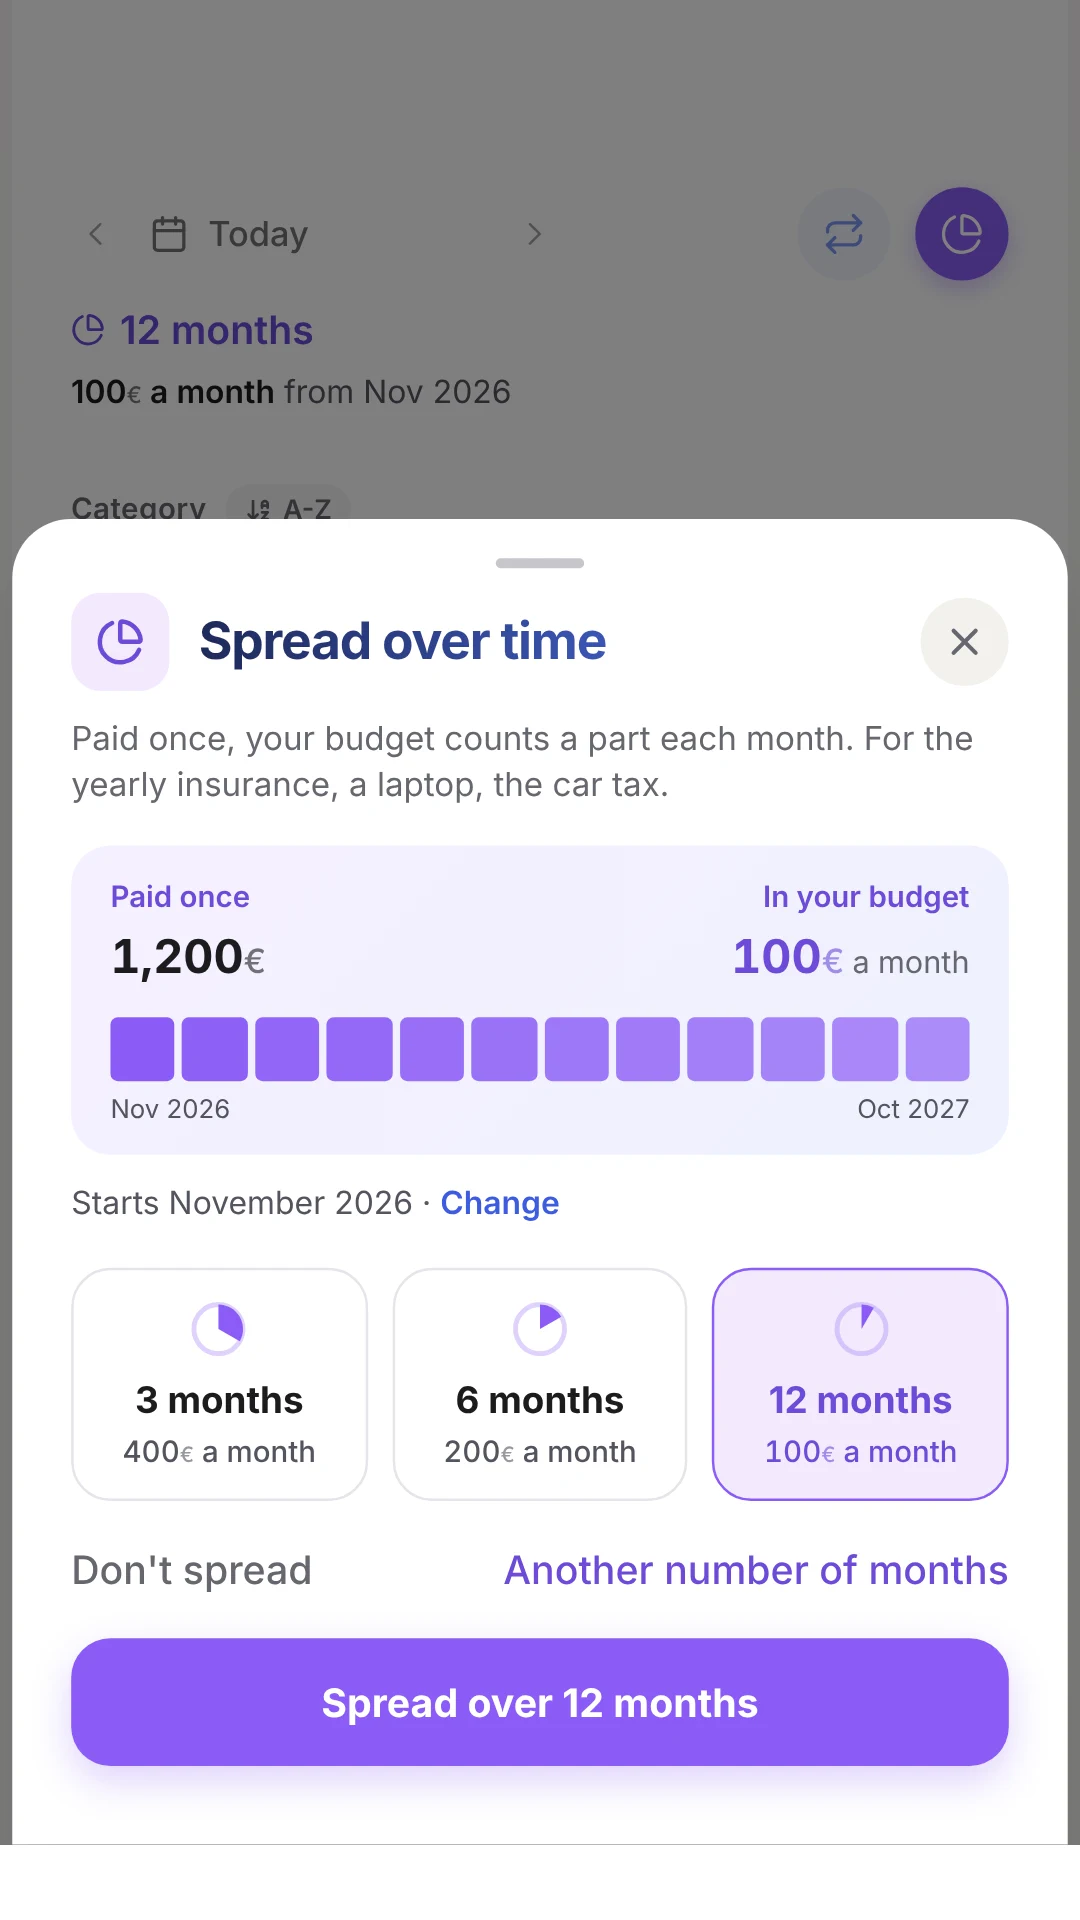 Today
12 months
100€ a month from Nov 2026
Category A-Z
Spread over time
Paid once, your budget counts a part each month. For the
yearly insurance, a laptop, the car tax.
Paid once
In your budget
1,200€
100€ a month
Nov 2026
Oct 2027
Starts November 2026 · Change
3 months
400€ a month
6 months
200€ a month
12 months
100€ a month
Don't spread
Another number of months
Spread over 12 months